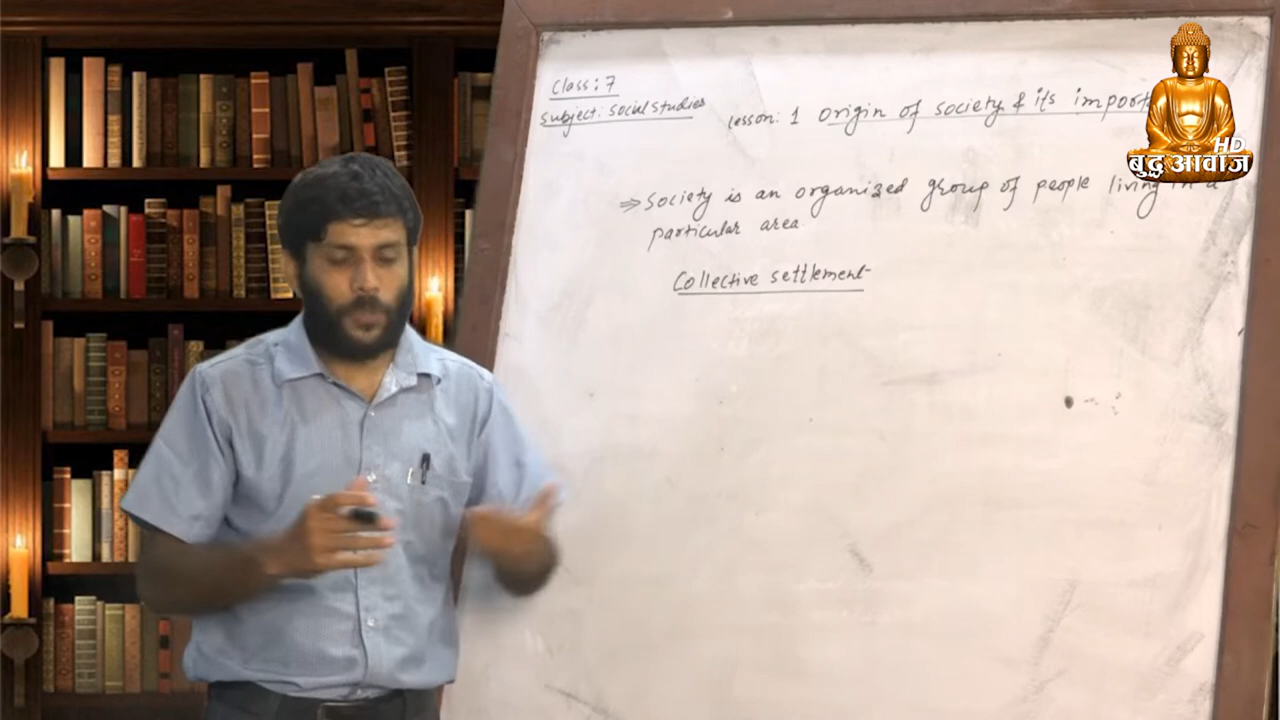 Class: 7
Subject: Social Studies
Lesson: 1 Origin of society & its import
HD
बुद्ध आवाज
⇒ Society is an organized group of people living in a
particular area
Collective settlement